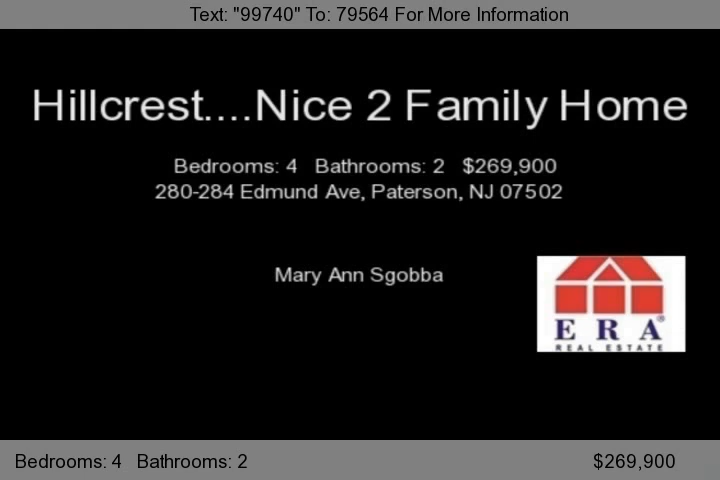 Text: "99740" To: 79564 For More Information
Hillcrest....Nice 2 Family Home
Bedrooms: 4 Bathrooms: 2 $269,900
280-284 Edmund Ave, Paterson, NJ 07502
Mary Ann Sgobba
ERA®
REAL ESTATE
Bedrooms: 4 Bathrooms: 2 $269,900